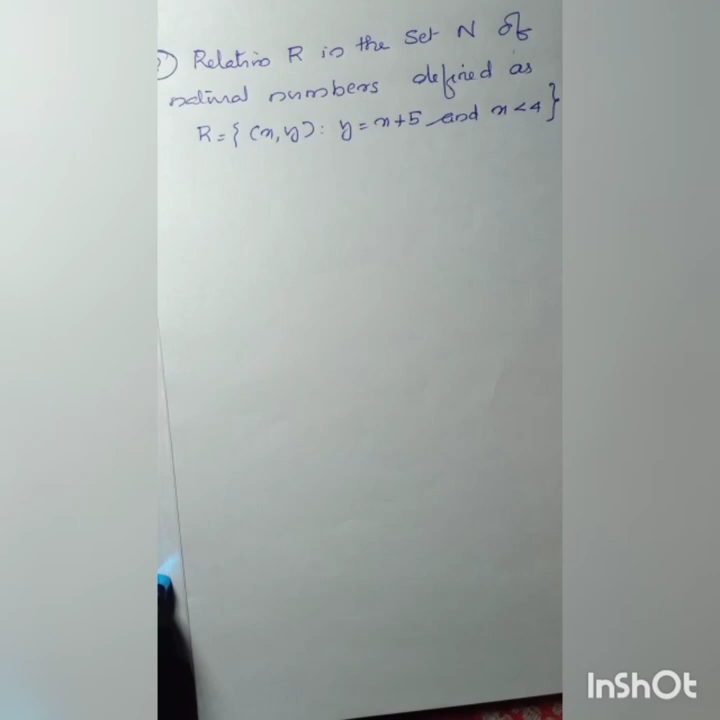 ?) Relation R in the Set N of
natural numbers defined as
R = { (x, y) : y = x + 5 and x < 4 }
InShOt